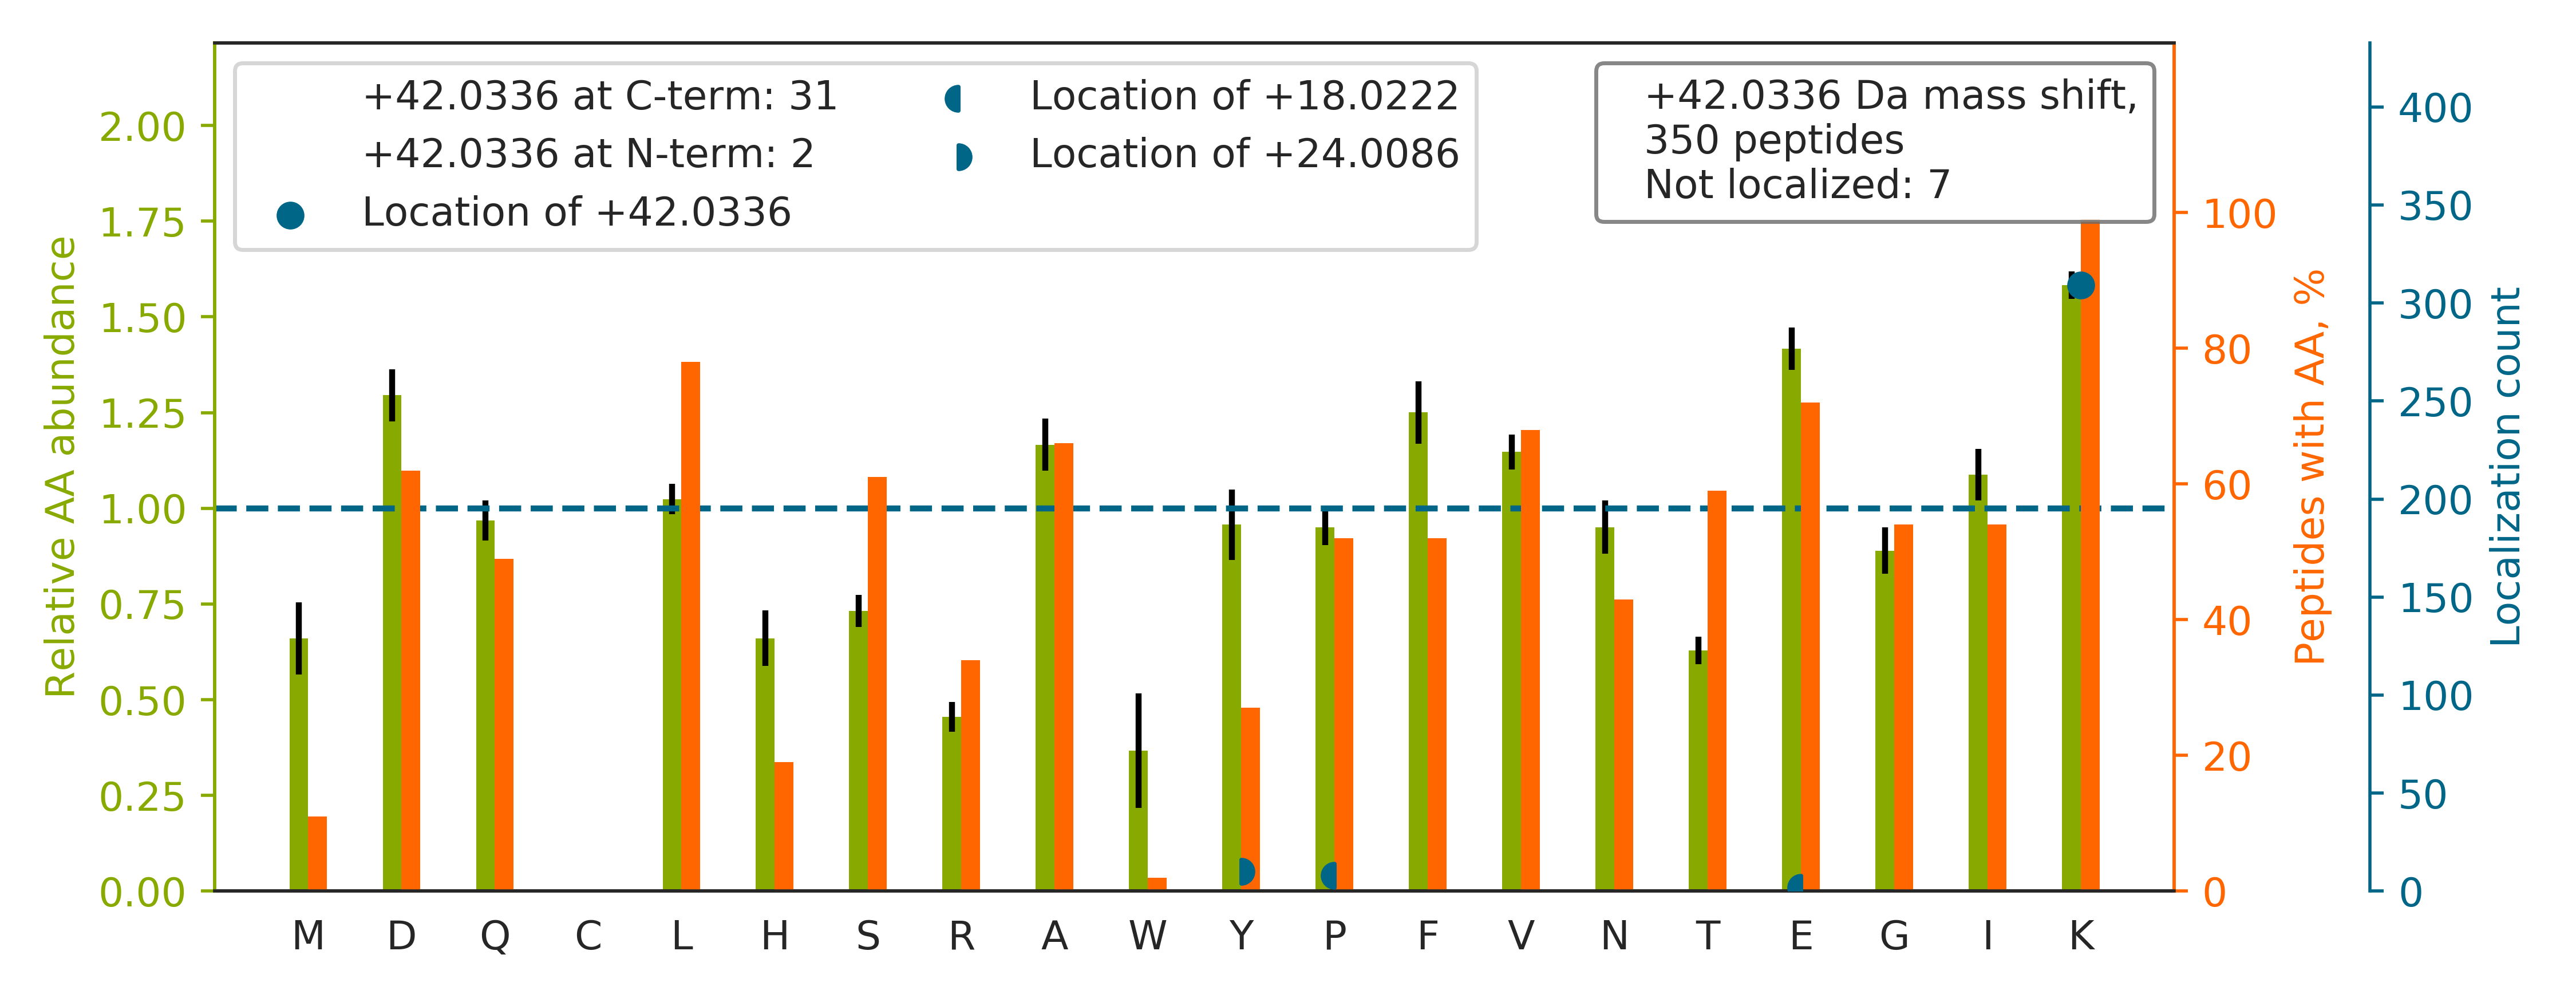 +42.0336 at C-term: 31
+42.0336 at N-term: 2
Location of +42.0336
Location of +18.0222
Location of +24.0086
+42.0336 Da mass shift,
350 peptides
Not localized: 7
Relative AA abundance
2.00
1.75
1.50
1.25
1.00
0.75
0.50
0.25
0.00
M D Q C L H S R A W Y P F V N T E G I K
100
80
60
40
20
0
Peptides with AA, %
400
350
300
250
200
150
100
50
0
Localization count